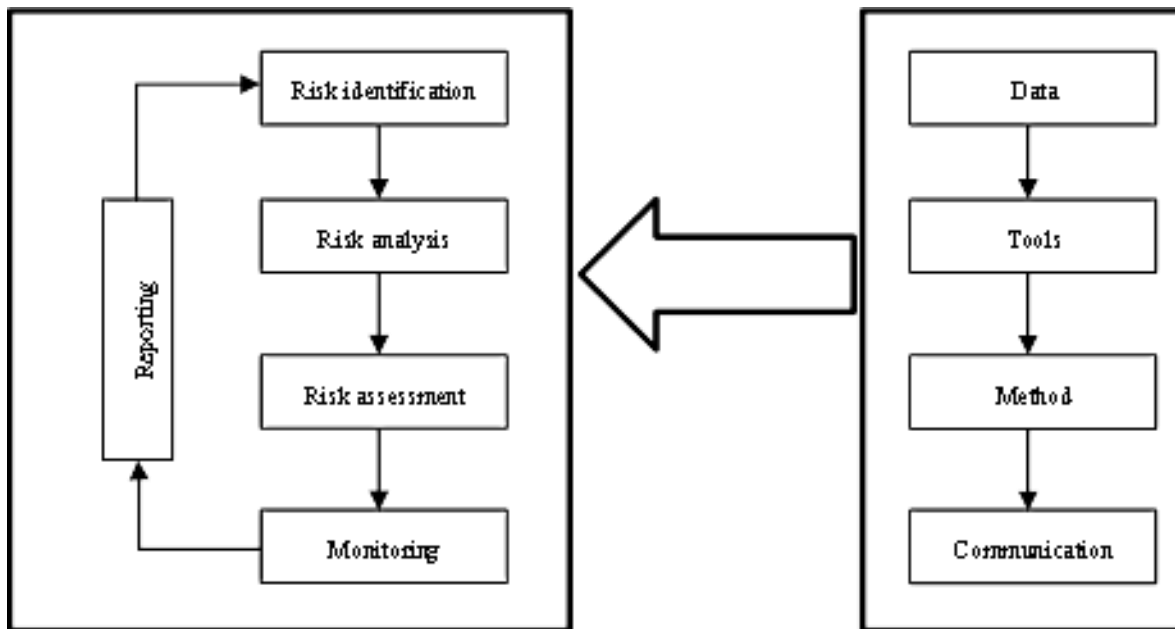 Risk identification
Risk analysis
Risk assessment
Monitoring
Reporting
Data
Tools
Method
Communication